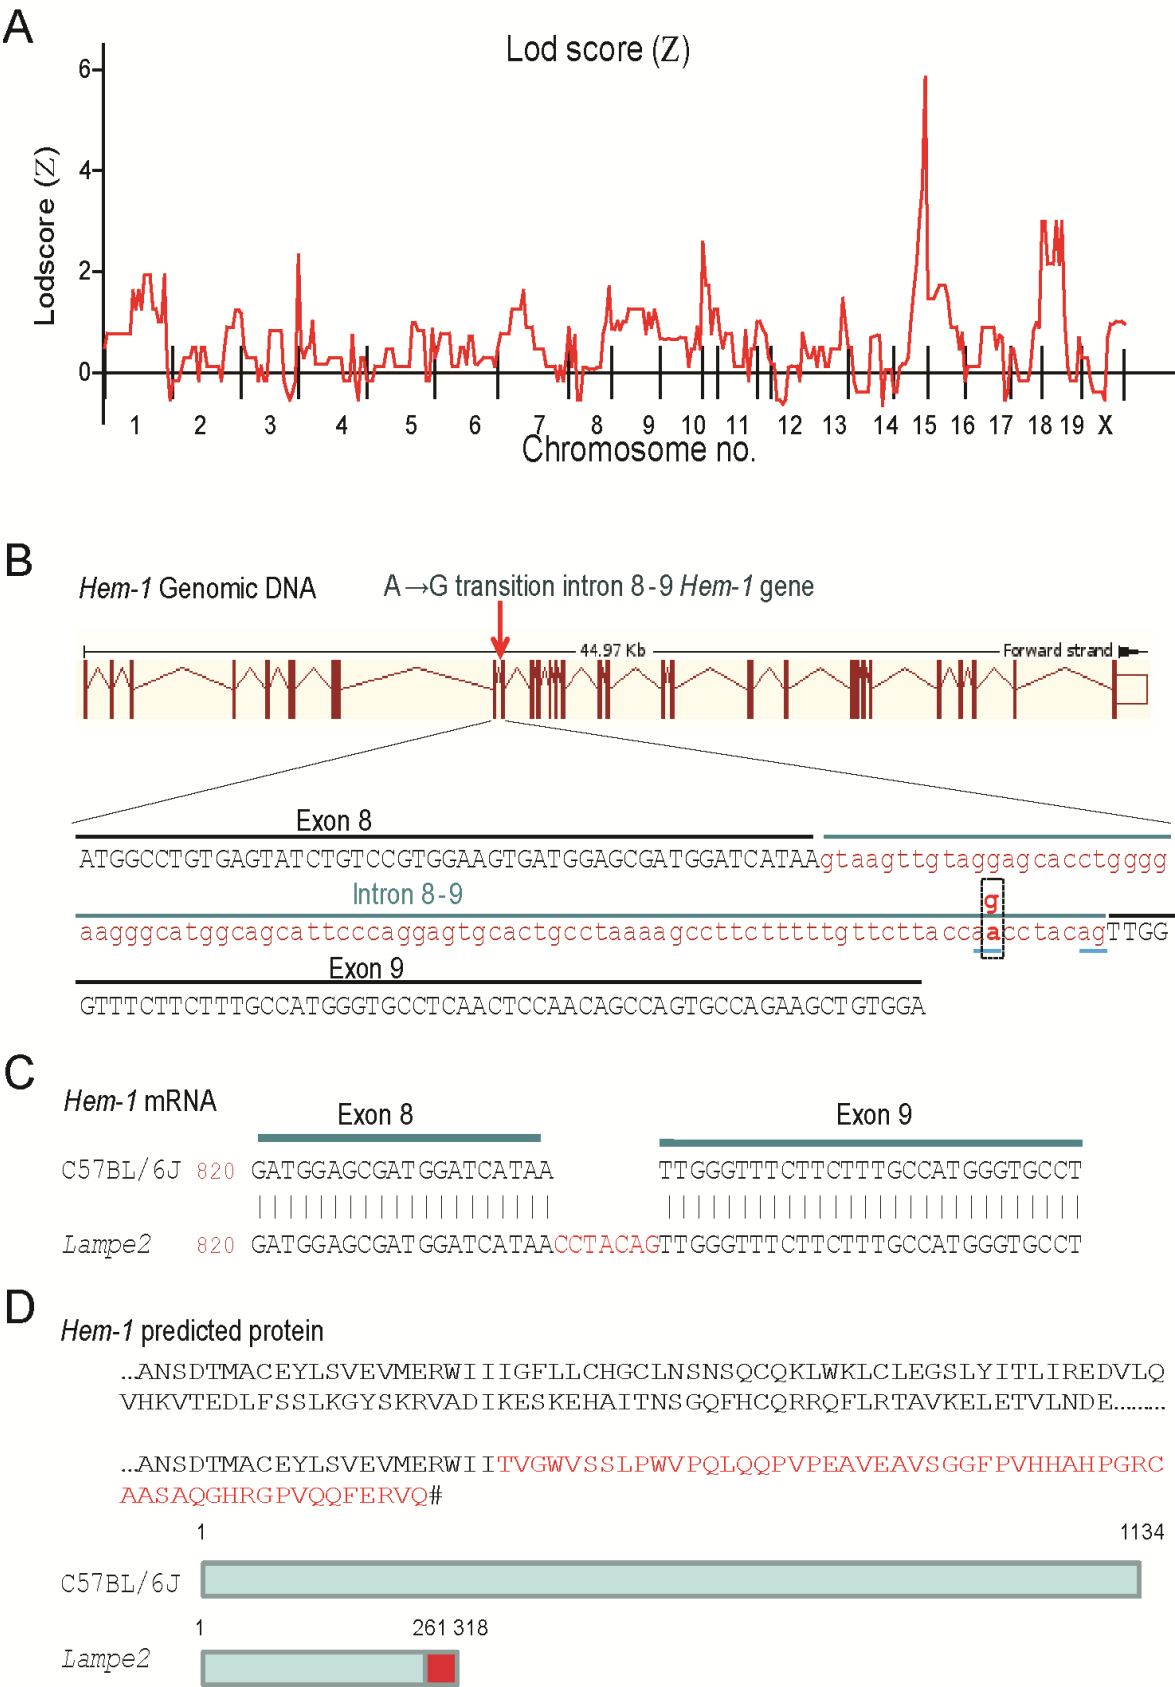 A
Lod score (Z)
Lodscore (Z)
6
4
2
0
1 2 3 4 5 6 7 8 9 10 11 12 13 14 15 16 17 18 19 X
Chromosome no.
B
Hem-1 Genomic DNA
A→G transition intron 8-9 Hem-1 gene
44.97 Kb
Forward strand
Exon 8
ATGGCCTGTGAGTATCTGTCCGTGGAAGTGATGGAGCGATGGATCATAAgtaagttgtaggagcacctgggg
Intron 8-9
g
aagggcatggcagcattcccaggagtgcactgcctaaaagccttctttttgttcttaccaacctacagTTGG
Exon 9
GTTTCTTCTTTGCCATGGGTGCCTCAACTCCAACAGCCAGTGCCAGAAGCTGTGGA
C
Hem-1 mRNA
Exon 8 Exon 9
C57BL/6J 820 GATGGAGCGATGGATCATAA TTGGGTTTCTTCTTTGCCATGGGTGCCT
Lampe2 820 GATGGAGCGATGGATCATAACCTACAGTTGGGTTTCTTCTTTGCCATGGGTGCCT
D
Hem-1 predicted protein
…ANSDTMACEYLSVEVMERWIIIGFLLCHGCLNSNSQCQKLWKLCLEGSLYITLIREDVLQ
VHKVTEDLFSSLKGYSKRVADIKESKEHAITNSGQFHCQRRQFLRTAVKELETVLNDE………
…ANSDTMACEYLSVEVMERWIITVGWVSSLPWVPQLQQPVPEAVEAVSGGFPVHHAHPGRC
AASAQGHRGPVQQFERVQ#
1 1134
C57BL/6J
1 261 318
Lampe2